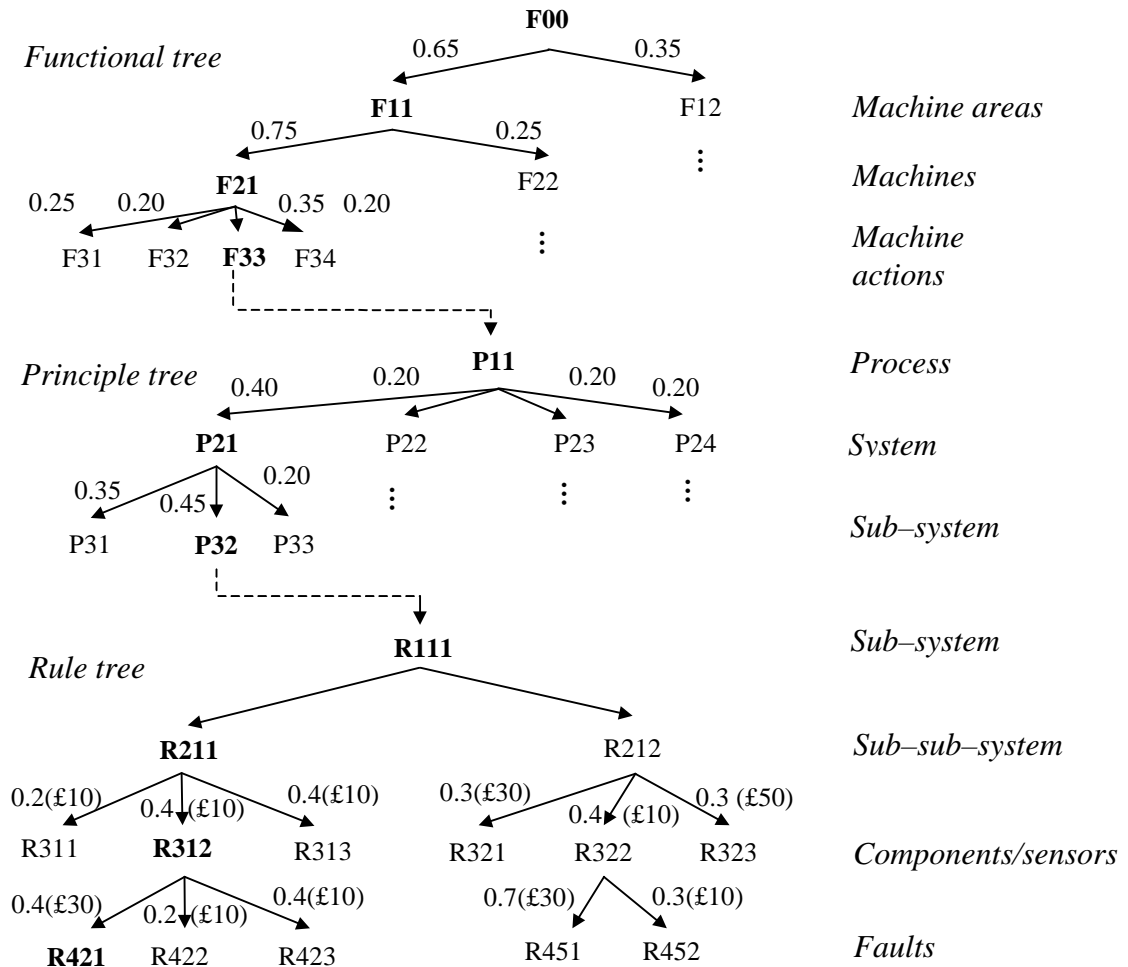 F00
0.65 0.35
Functional tree
F11 F12 Machine areas
0.75 0.25
F21 F22 Machines
0.25 0.20 0.35 0.20
F31 F32 F33 F34 Machine
actions
P11 Process
Principle tree
0.40 0.20 0.20 0.20
P21 P22 P23 P24 System
0.35 0.45 0.20
P31 P32 P33 Sub–system
R111 Sub–system
Rule tree
R211 R212 Sub–sub–system
0.2(£10) 0.4 (£10) 0.4(£10) 0.3(£30) 0.4 (£10) 0.3 (£50)
R311 R312 R313 R321 R322 R323 Components/sensors
0.4(£30) 0.2 (£10) 0.4(£10) 0.7(£30) 0.3(£10)
R421 R422 R423 R451 R452 Faults